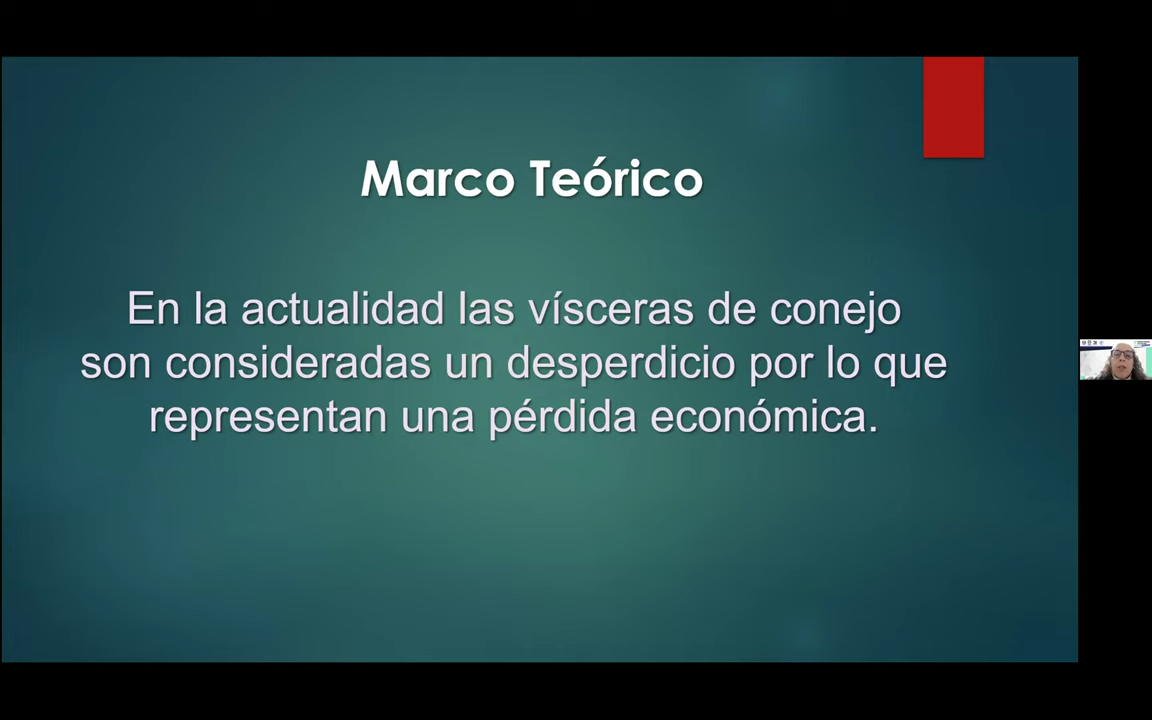 Marco Teórico
En la actualidad las vísceras de conejo
son consideradas un desperdicio por lo que
representan una pérdida económica.